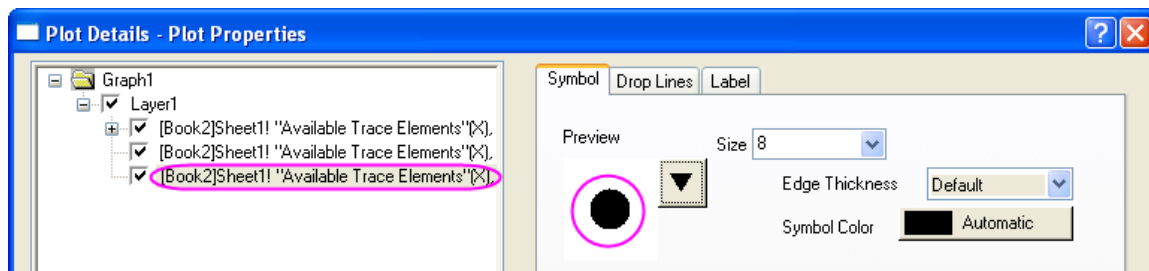 Plot Details - Plot Properties
Graph1
Layer1
[Book2]Sheet1! "Available Trace Elements"(X),
[Book2]Sheet1! "Available Trace Elements"(X),
[Book2]Sheet1! "Available Trace Elements"(X),
Symbol Drop Lines Label
Preview Size 8
Edge Thickness Default
Symbol Color Automatic